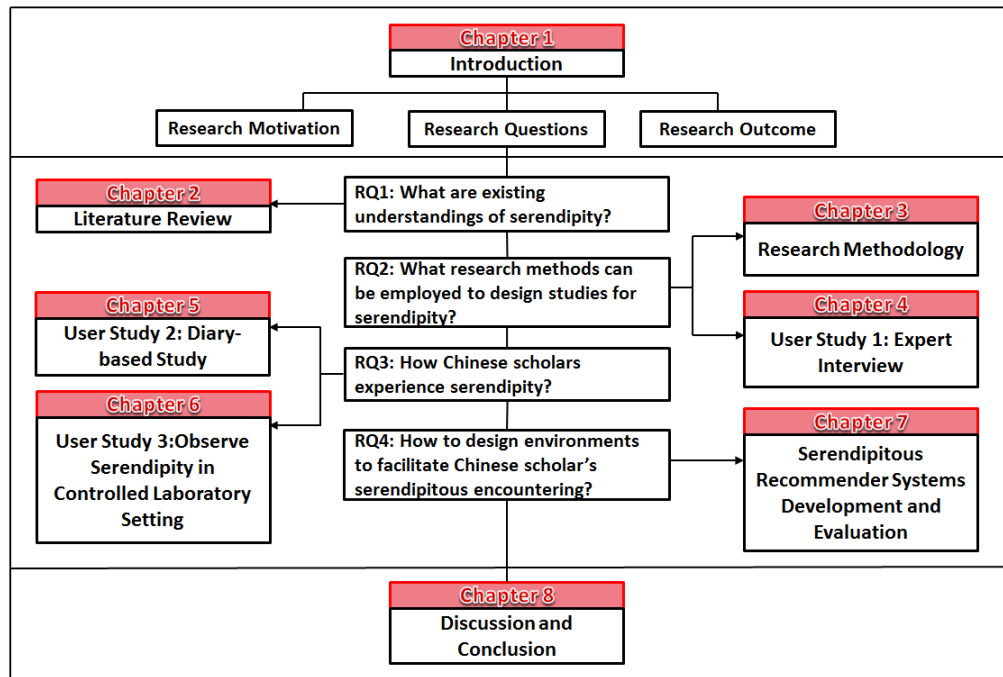 Chapter 1
Introduction
Research Motivation
Research Questions
Research Outcome
Chapter 2
Literature Review
RQ1: What are existing
understandings of serendipity?
Chapter 3
Research Methodology
RQ2: What research methods can
be employed to design studies for
serendipity?
Chapter 4
User Study 1: Expert
Interview
Chapter 5
User Study 2: Diary-
based Study
RQ3: How Chinese scholars
experience serendipity?
Chapter 6
User Study 3:Observe
Serendipity in
Controlled Laboratory
Setting
RQ4: How to design environments
to facilitate Chinese scholar’s
serendipitous encountering?
Chapter 7
Serendipitous
Recommender Systems
Development and
Evaluation
Chapter 8
Discussion and
Conclusion